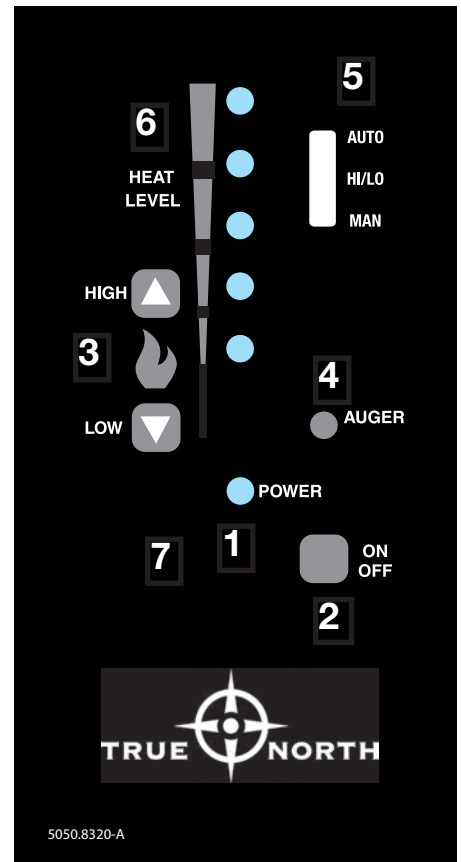 5
6
AUTO
HEAT
LEVEL
HI/LO
MAN
HIGH
3
4
LOW
AUGER
POWER
1
7
ON
OFF
2
TRUE NORTH
5050.8320-A